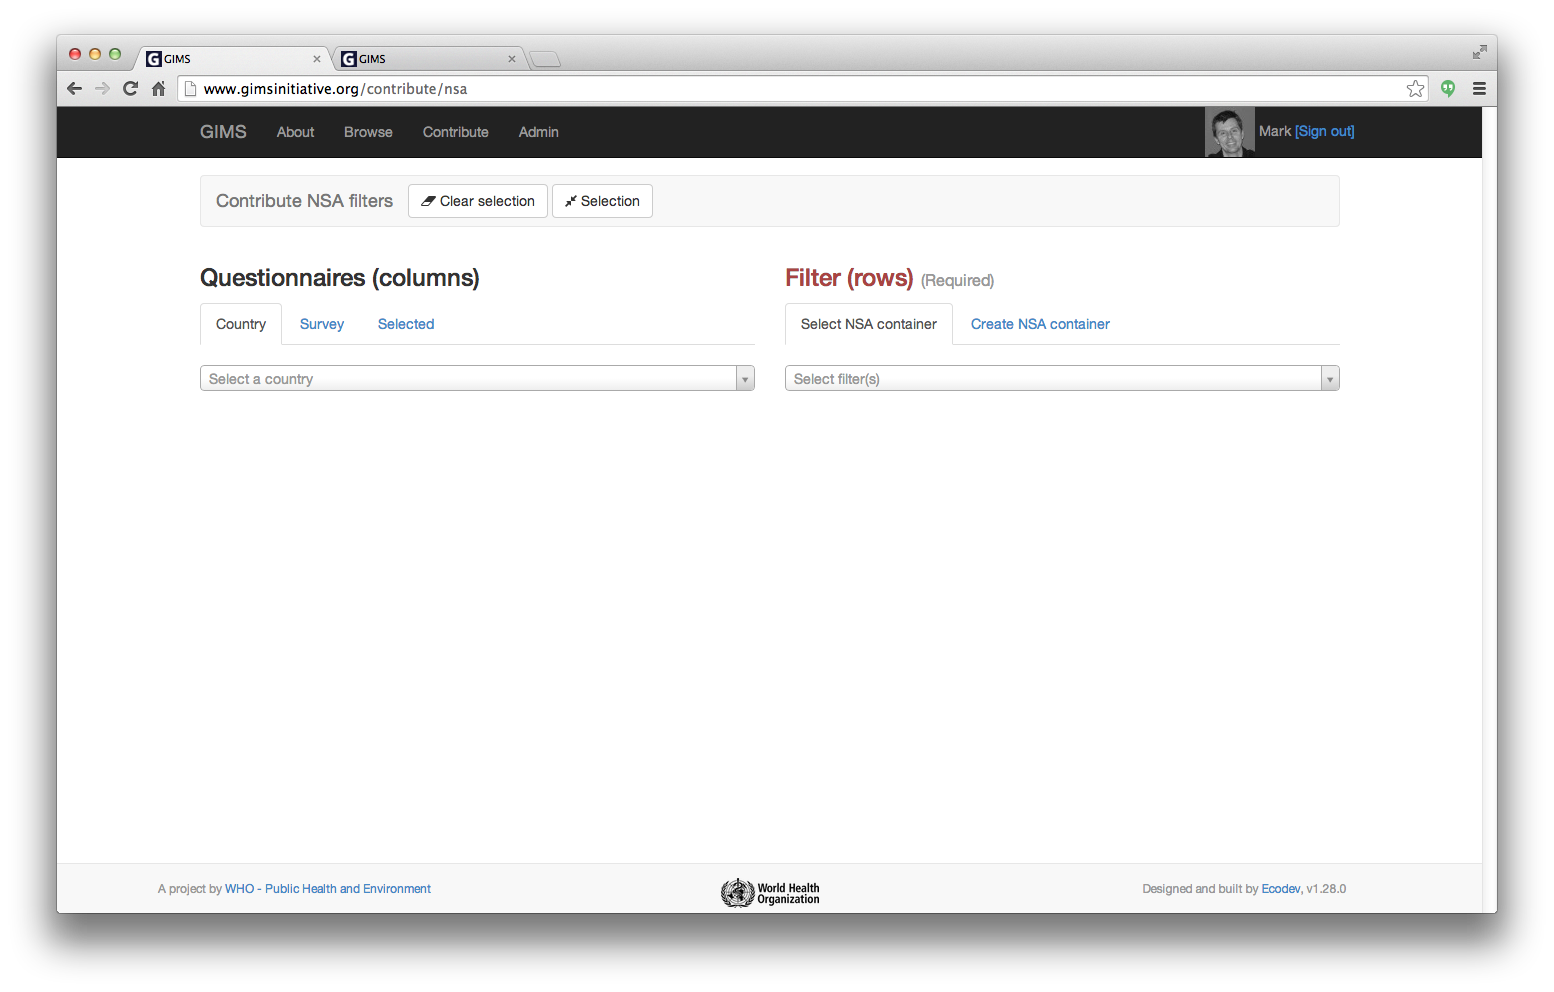 GIMS
GIMS
www.gimsinitiative.org/contribute/nsa
GIMS About Browse Contribute Admin Mark [Sign out]
Contribute NSA filters Clear selection Selection
Questionnaires (columns)
Country Survey Selected
Select a country
Filter (rows) (Required)
Select NSA container Create NSA container
Select filter(s)
A project by WHO - Public Health and Environment
World Health
Organization
Designed and built by Ecodev, v1.28.0